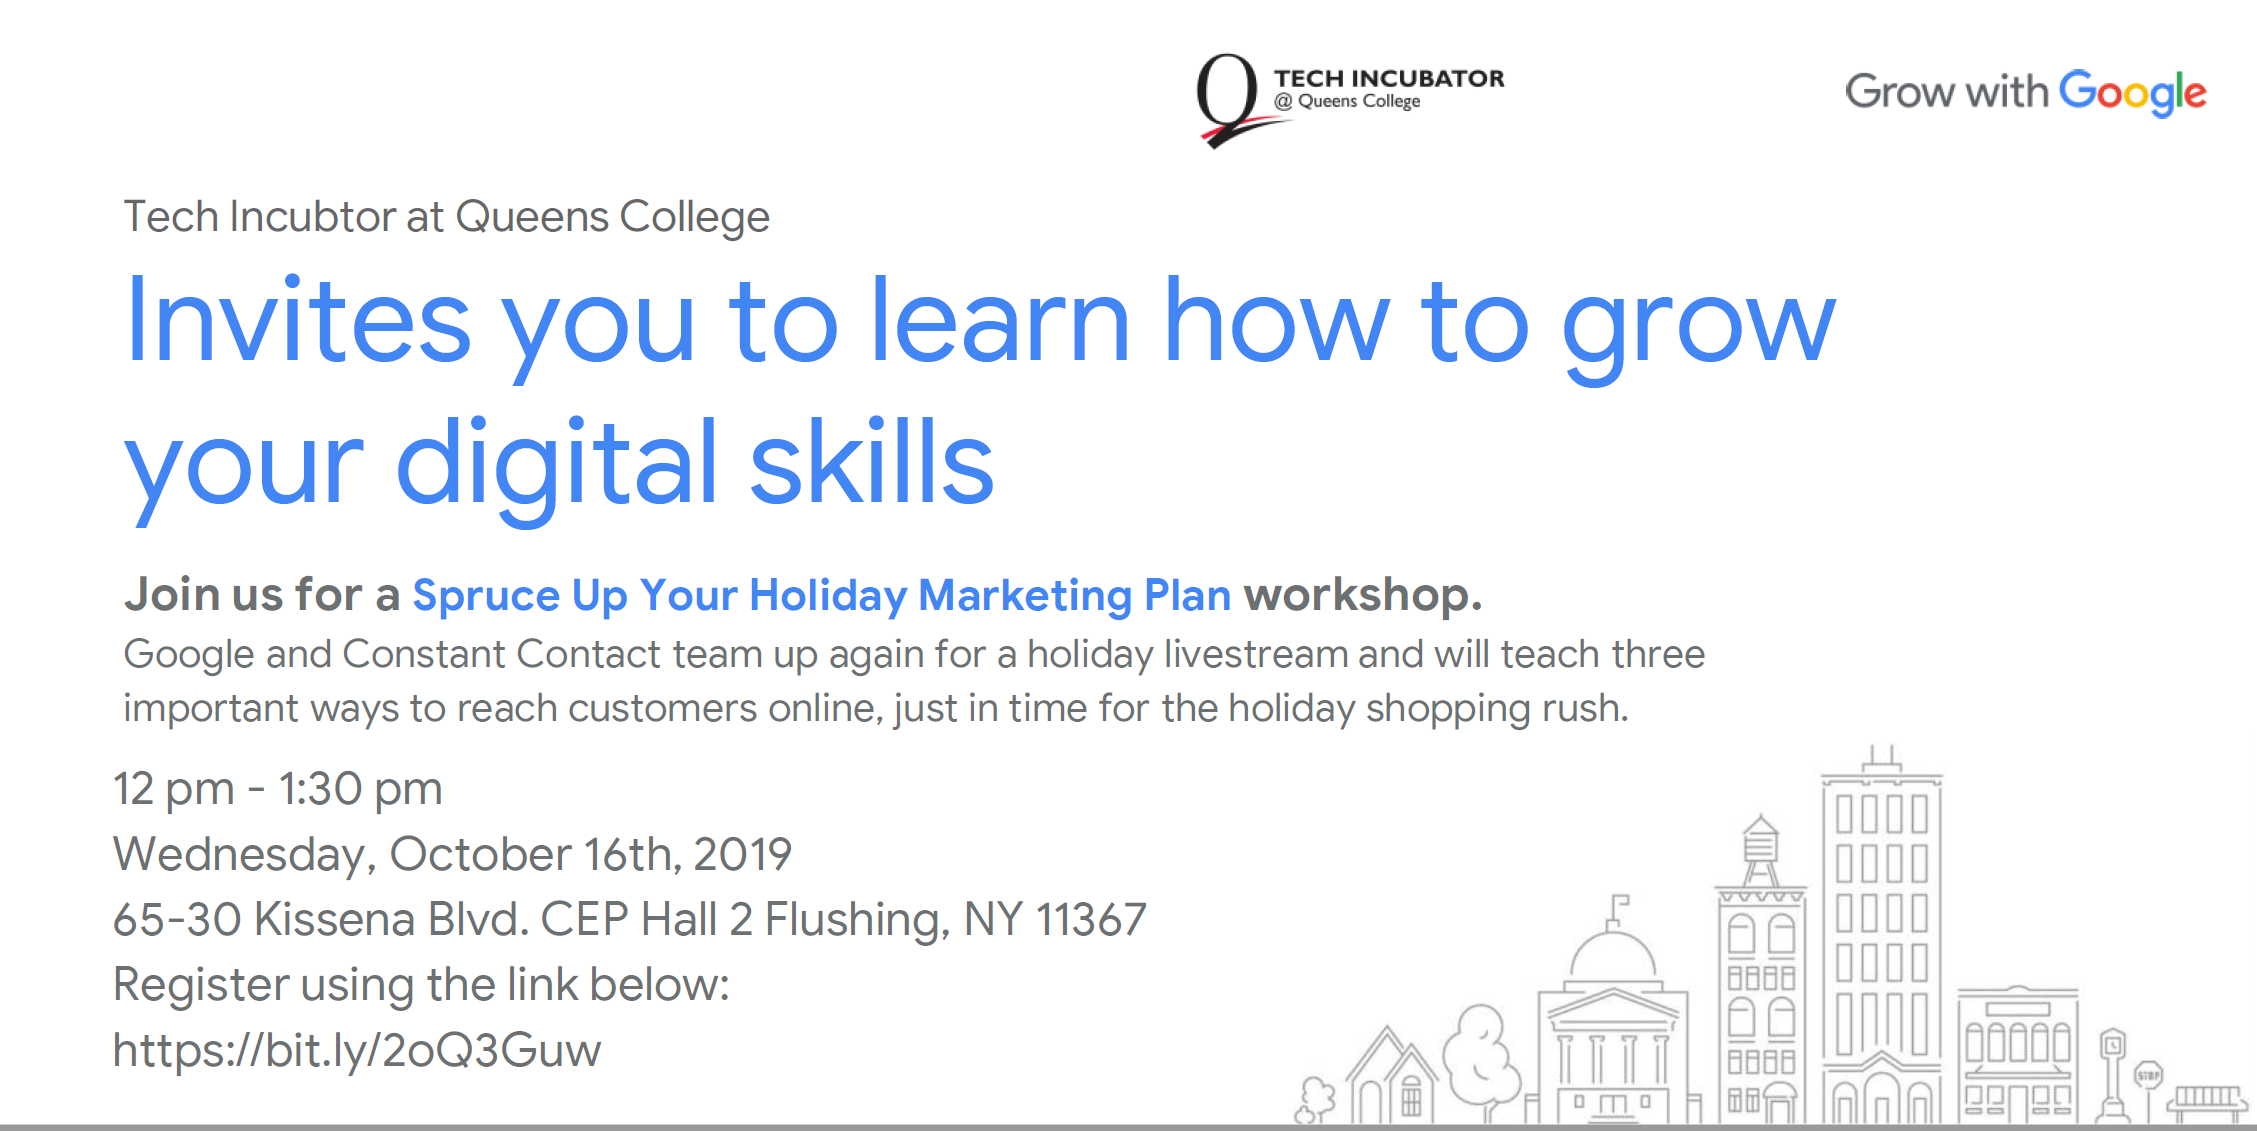 TECH INCUBATOR
@ Queens College
Grow with Google
Tech Incubtor at Queens College
Invites you to learn how to grow
your digital skills
Join us for a Spruce Up Your Holiday Marketing Plan workshop.
Google and Constant Contact team up again for a holiday livestream and will teach three
important ways to reach customers online, just in time for the holiday shopping rush.
12 pm - 1:30 pm
Wednesday, October 16th, 2019
65-30 Kissena Blvd. CEP Hall 2 Flushing, NY 11367
Register using the link below:
https://bit.ly/2oQ3Guw
STOP